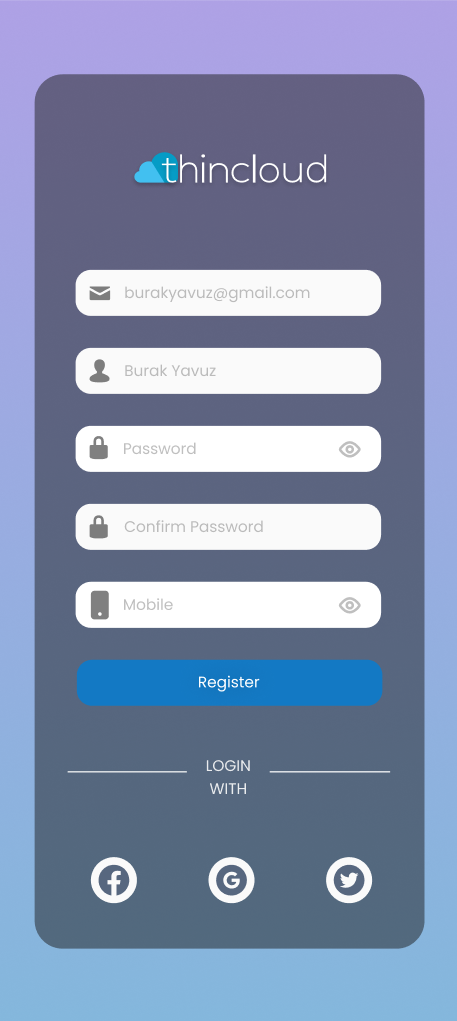 thincloud
burakyavuz@gmail.com
Burak Yavuz
Password
Confirm Password
Mobile
Register
LOGIN
WITH